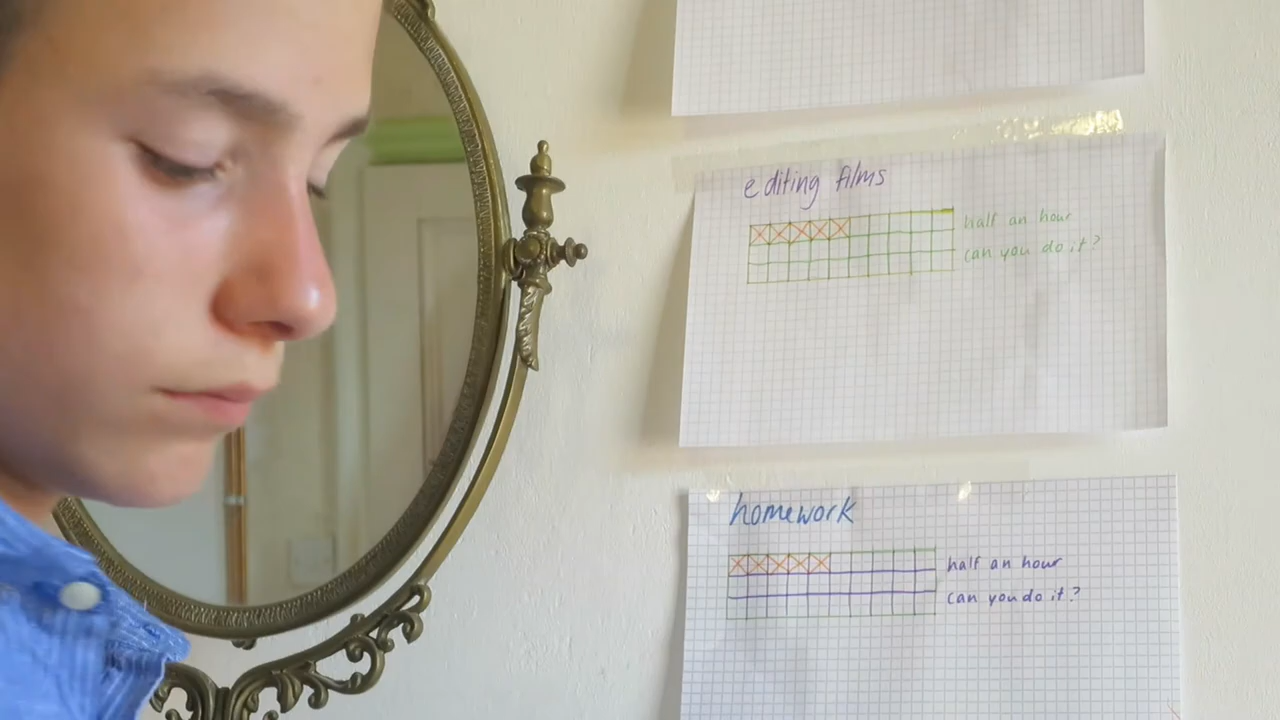 editing films
half an hour
can you do it?
homework
half an hour
can you do it?